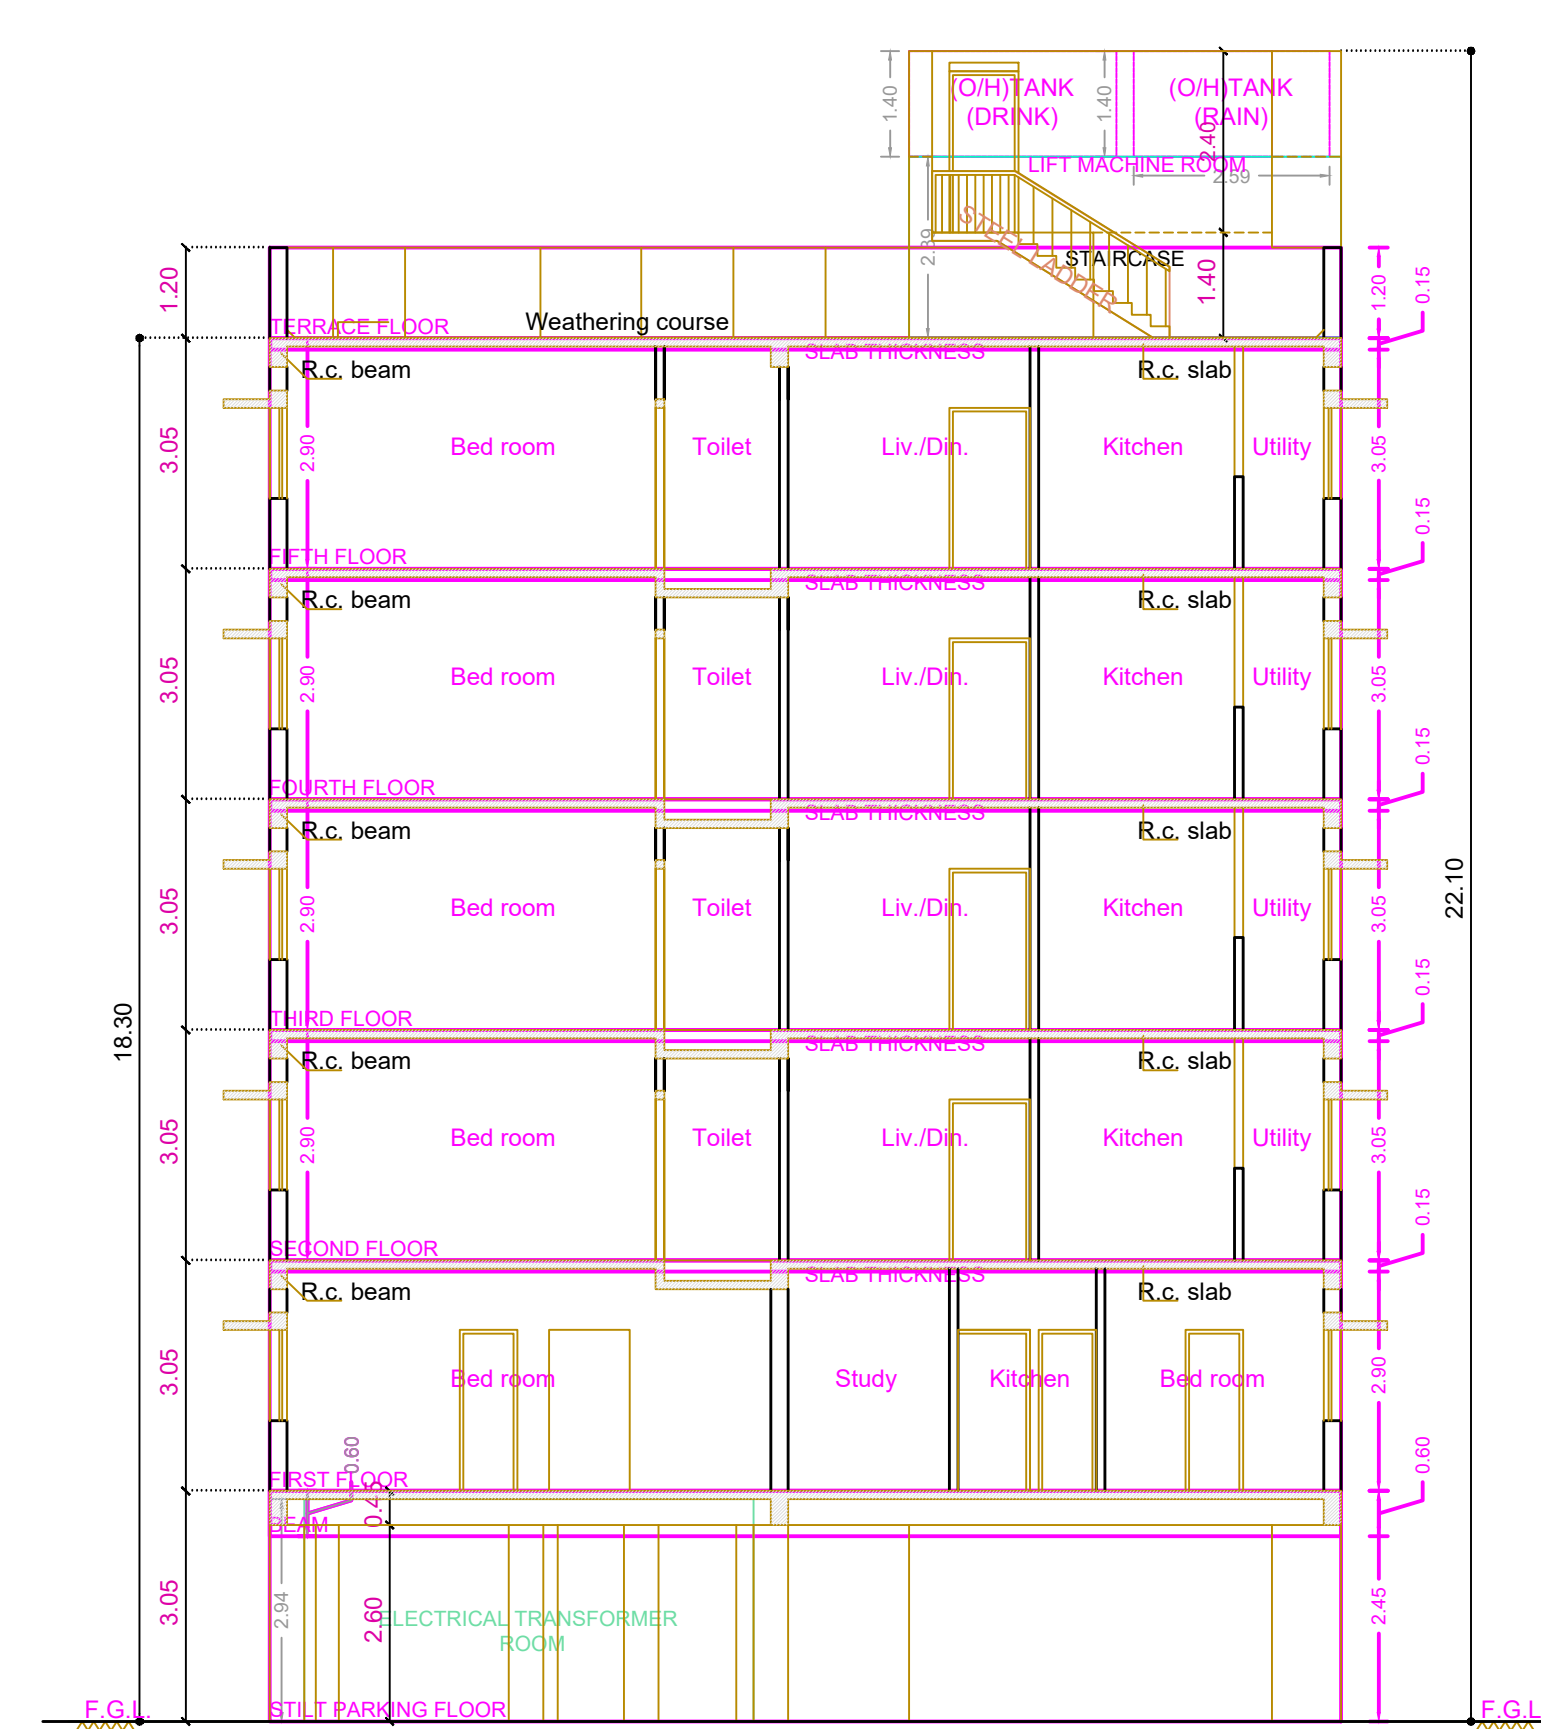 (O/H)TANK
(DRINK)
(O/H)TANK
(RAIN)
1.40
1.40
2.40
LIFT MACHINE ROOM
2.59
STEEL LADDER
2.39
STAIRCASE
1.40
1.20
1.20
0.15
TERRACE FLOOR
Weathering course
SLAB THICKNESS
R.c. beam
R.c. slab
3.05
2.90
Bed room
Toilet
Liv./Din.
Kitchen
Utility
3.05
0.15
FIFTH FLOOR
SLAB THICKNESS
R.c. beam
R.c. slab
3.05
2.90
Bed room
Toilet
Liv./Din.
Kitchen
Utility
3.05
0.15
FOURTH FLOOR
SLAB THICKNESS
R.c. beam
R.c. slab
3.05
2.90
Bed room
Toilet
Liv./Din.
Kitchen
Utility
3.05
22.10
0.15
THIRD FLOOR
18.30
SLAB THICKNESS
R.c. beam
R.c. slab
3.05
2.90
Bed room
Toilet
Liv./Din.
Kitchen
Utility
3.05
0.15
SECOND FLOOR
SLAB THICKNESS
R.c. beam
R.c. slab
3.05
Bed room
Study
Kitchen
Bed room
2.90
0.60
0.60
FIRST FLOOR
0.45
BEAM
3.05
2.94
2.60
ELECTRICAL TRANSFORMER
ROOM
2.45
F.G.L.
STILT PARKING FLOOR
F.G.L